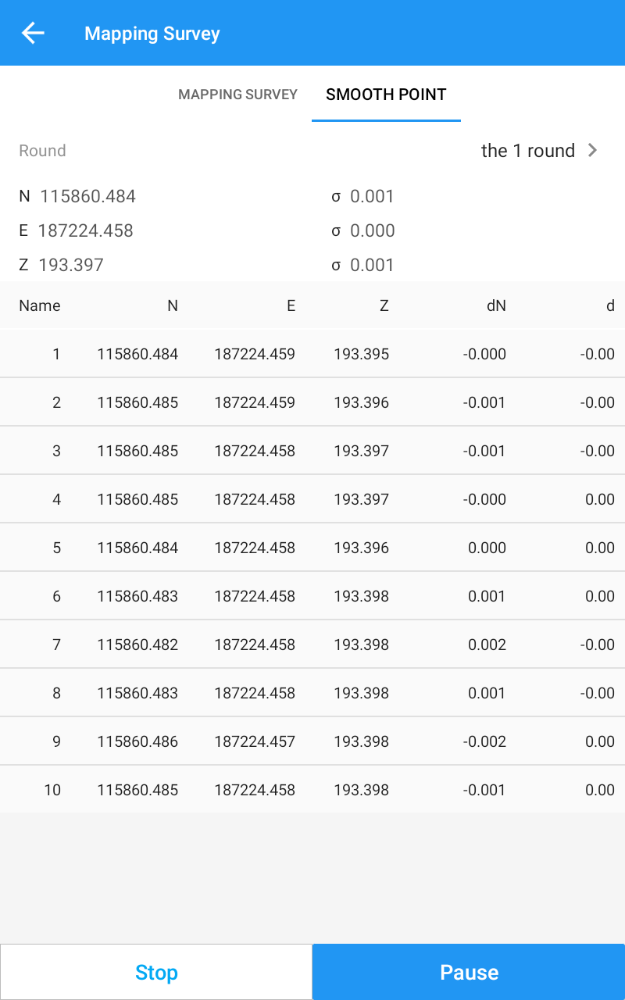 Mapping Survey
MAPPING SURVEY SMOOTH POINT
Round the 1 round
N 115860.484 σ 0.001
E 187224.458 σ 0.000
Z 193.397 σ 0.001
Name N E Z dN d
1 115860.484 187224.459 193.395 -0.000 -0.00
2 115860.485 187224.459 193.396 -0.001 -0.00
3 115860.485 187224.458 193.397 -0.001 -0.00
4 115860.485 187224.458 193.397 -0.000 0.00
5 115860.484 187224.458 193.396 0.000 0.00
6 115860.483 187224.458 193.398 0.001 0.00
7 115860.482 187224.458 193.398 0.002 -0.00
8 115860.483 187224.458 193.398 0.001 -0.00
9 115860.486 187224.457 193.398 -0.002 0.00
10 115860.485 187224.458 193.398 -0.001 0.00
Stop Pause